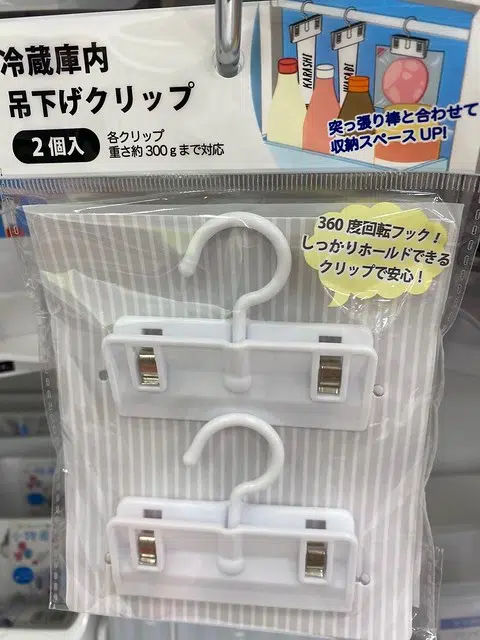 冷蔵庫内
吊下げクリップ
2個入
各クリップ
重さ約300gまで対応
KARASHI
WASABI
突っ張り棒と合わせて
収納スペースUP!
360度回転フック!
しっかりホールドできる
クリップで安心!